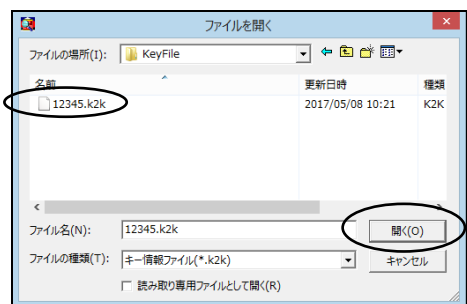 ファイルを開く
ファイルの場所(I): KeyFile
名前 更新日時 種類
12345.k2k 2017/05/08 10:21 K2K
ファイル名(N): 12345.k2k 開く(O)
ファイルの種類(T): キー情報ファイル(*.k2k) キャンセル
読み取り専用ファイルとして開く(R)